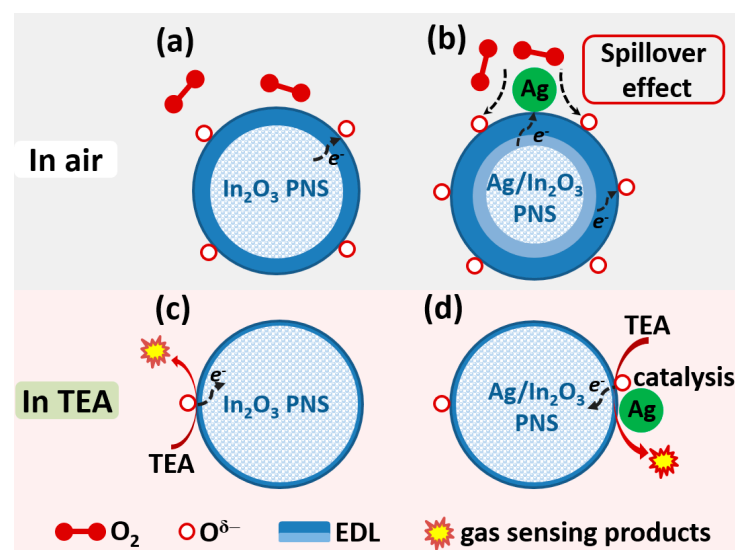 (a)
(b)
Spillover
effect
Ag
In air
e⁻
In₂O₃ PNS
e⁻
Ag/In₂O₃
PNS
e⁻
(c)
(d)
TEA
e⁻
In TEA
In₂O₃ PNS
TEA
Ag/In₂O₃
PNS
e⁻
catalysis
Ag
O₂
O^δ−
EDL
gas sensing products